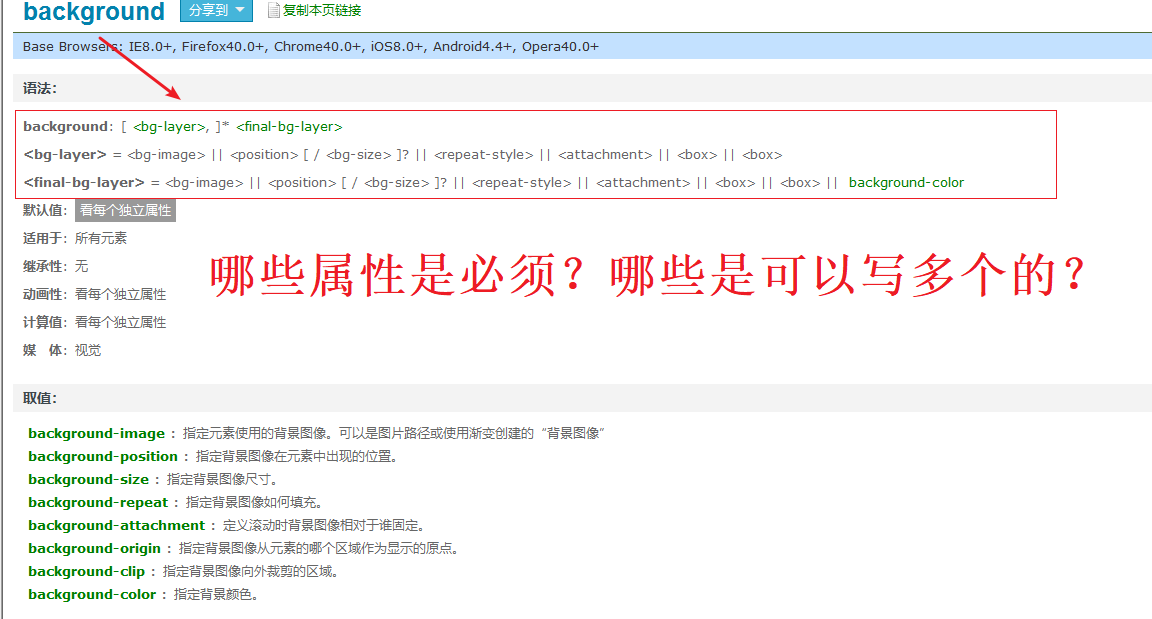 background 分享到 复制本页链接
Base Browsers: IE8.0+, Firefox40.0+, Chrome40.0+, iOS8.0+, Android4.4+, Opera40.0+
语法：
background: [ <bg-layer>, ]* <final-bg-layer>
<bg-layer> = <bg-image> || <position> [ / <bg-size> ]? || <repeat-style> || <attachment> || <box> || <box>
<final-bg-layer> = <bg-image> || <position> [ / <bg-size> ]? || <repeat-style> || <attachment> || <box> || <box> || background-color
默认值：看每个独立属性
适用于：所有元素
继承性：无
哪些属性是必须？哪些是可以写多个的？
动画性：看每个独立属性
计算值：看每个独立属性
媒 体：视觉
取值：
background-image： 指定元素使用的背景图像。可以是图片路径或使用渐变创建的“背景图像”
background-position： 指定背景图像在元素中出现的位置。
background-size： 指定背景图像尺寸。
background-repeat： 指定背景图像如何填充。
background-attachment： 定义滚动时背景图像相对于谁固定。
background-origin： 指定背景图像从元素的哪个区域作为显示的原点。
background-clip： 指定背景图像向外裁剪的区域。
background-color： 指定背景颜色。